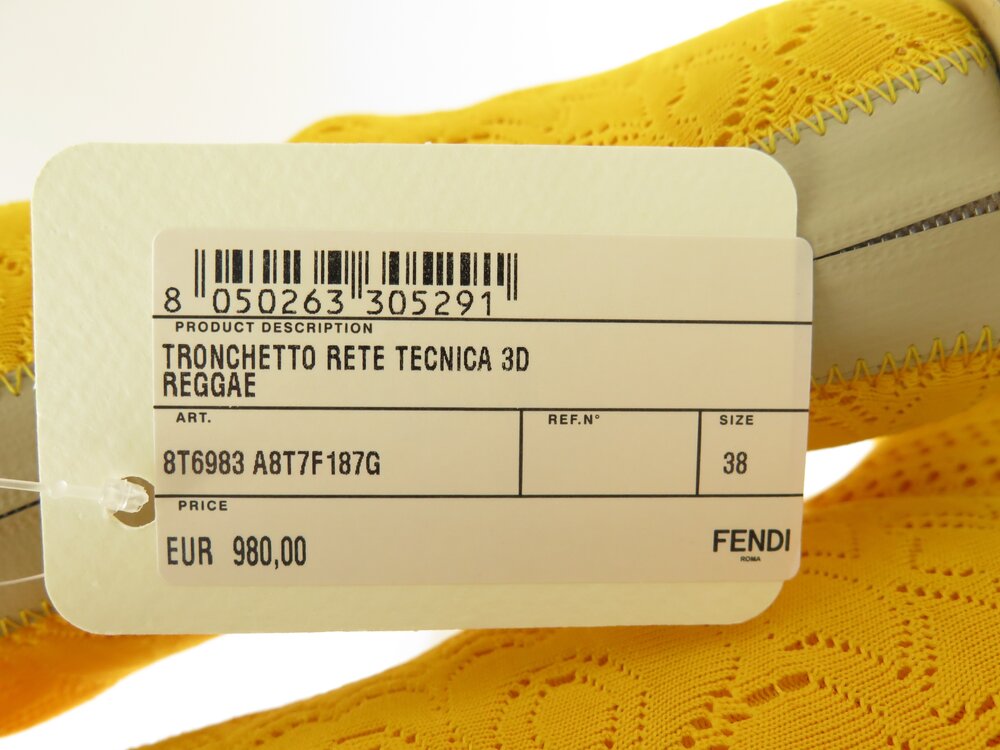 8 050263 305291
PRODUCT DESCRIPTION
TRONCHETTO RETE TECNICA 3D
REGGAE
ART.
REF.N°
SIZE
8T6983 A8T7F187G
38
PRICE
EUR 980,00
FENDI
ROMA